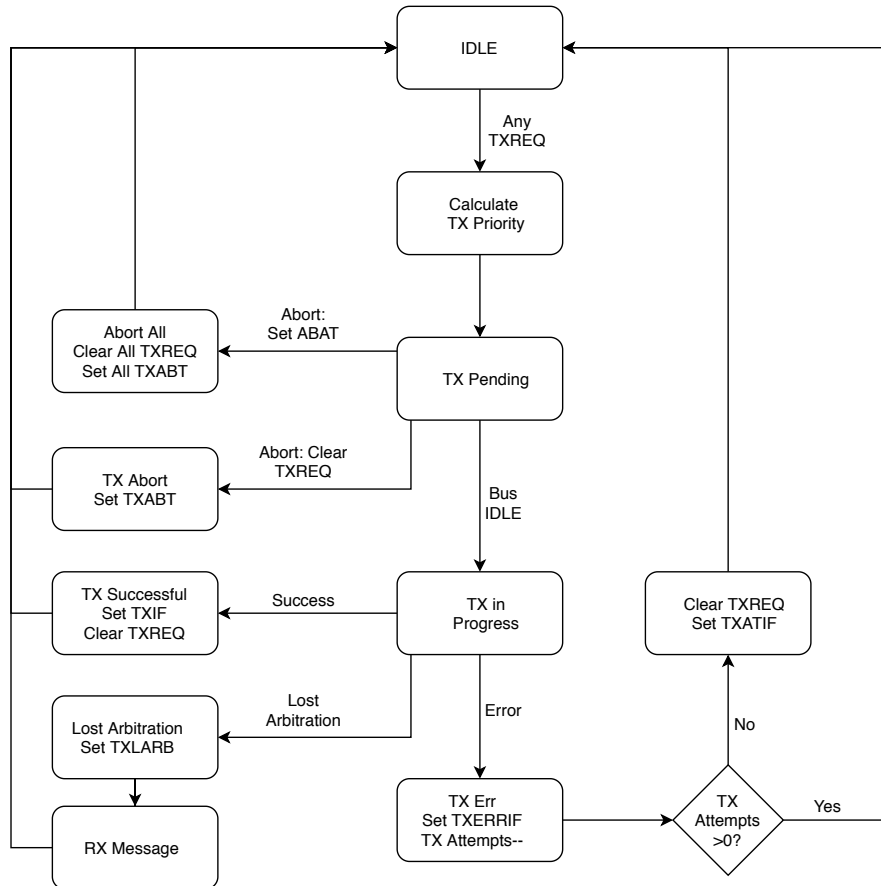 IDLE
Any
TXREQ
Calculate
TX Priority
Abort:
Set ABAT
Abort All
Clear All TXREQ
Set All TXABT
TX Pending
Abort: Clear
TXREQ
TX Abort
Set TXABT
Bus
IDLE
TX Successful
Set TXIF
Clear TXREQ
Success
TX in
Progress
Clear TXREQ
Set TXATIF
Lost
Arbitration
Lost Arbitration
Set TXLARB
Error
No
TX Err
Set TXERRIF
TX Attempts--
TX
Attempts
>0?
Yes
RX Message